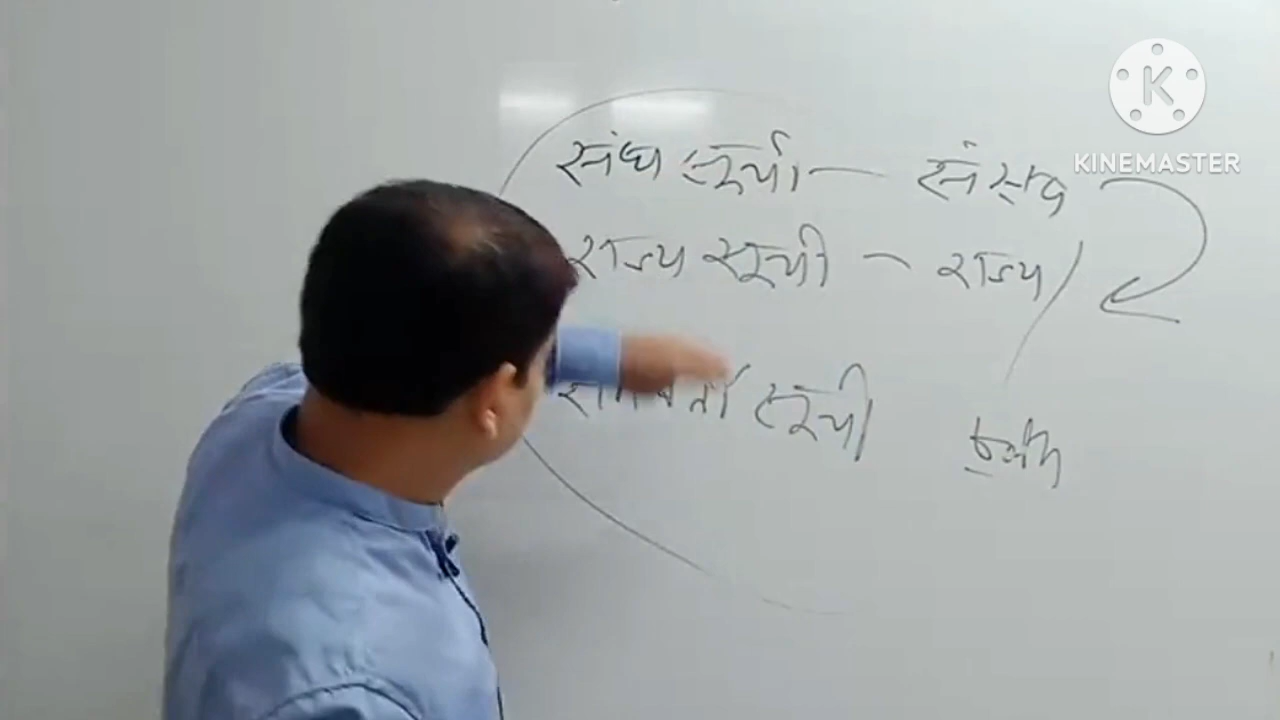 संघ सूची — संसद
राज्य सूची — राज्य
समवर्ती सूची
KINEMASTER